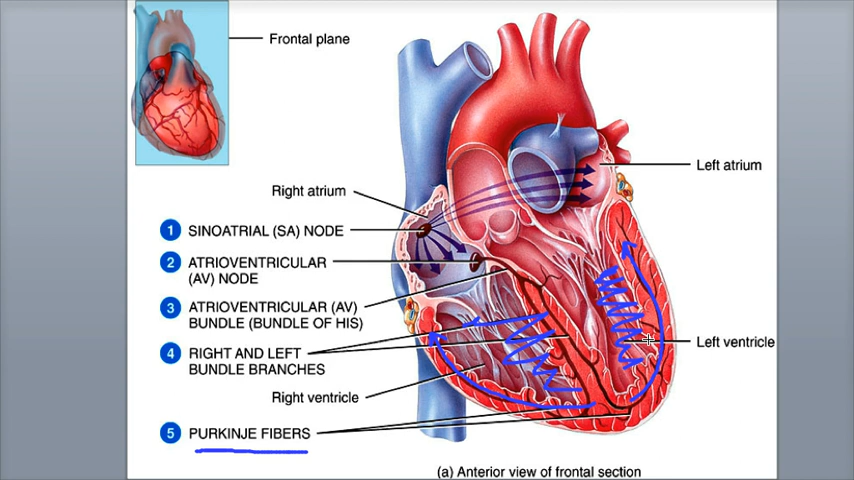 Frontal plane
Left atrium
Right atrium
1 SINOATRIAL (SA) NODE
2 ATRIOVENTRICULAR
(AV) NODE
3 ATRIOVENTRICULAR (AV)
BUNDLE (BUNDLE OF HIS)
4 RIGHT AND LEFT
BUNDLE BRANCHES
Left ventricle
Right ventricle
5 PURKINJE FIBERS
(a) Anterior view of frontal section